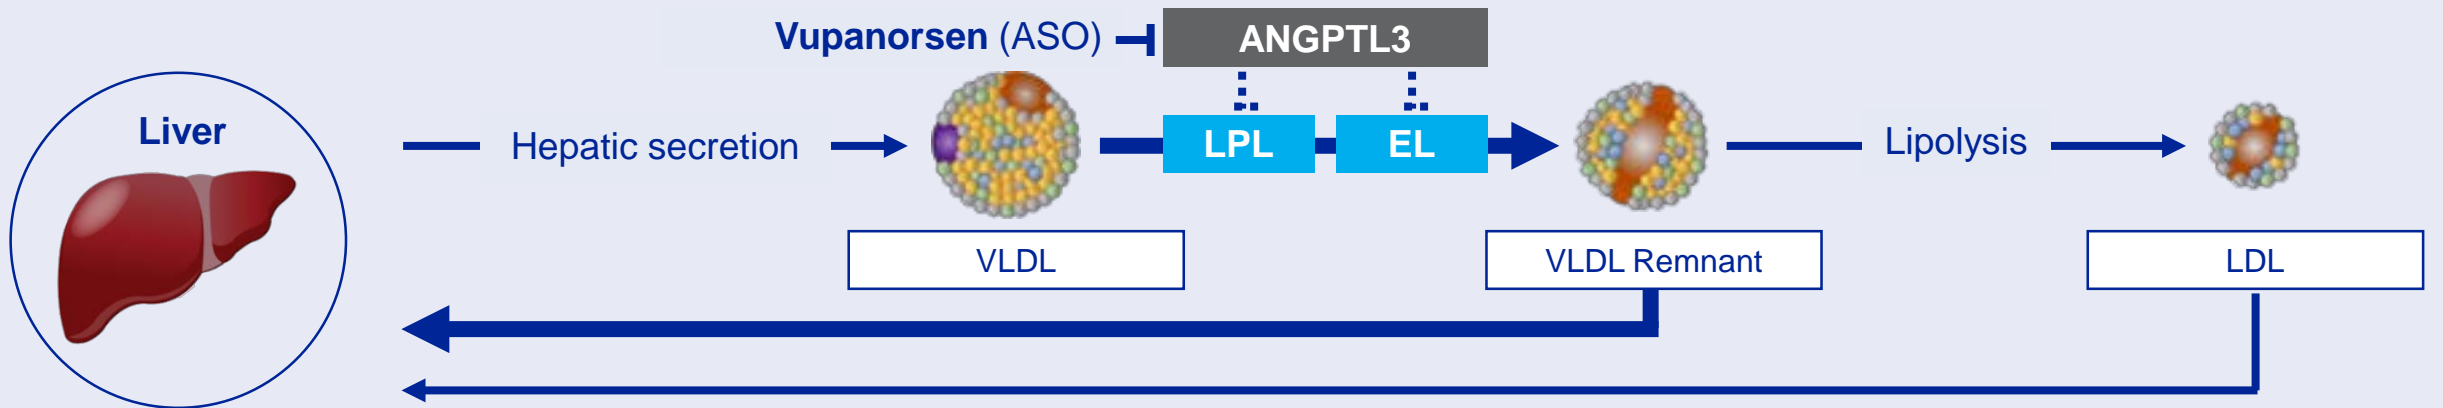 Vupanorsen (ASO)
ANGPTL3
Liver
Hepatic secretion
LPL
EL
Lipolysis
VLDL
VLDL Remnant
LDL